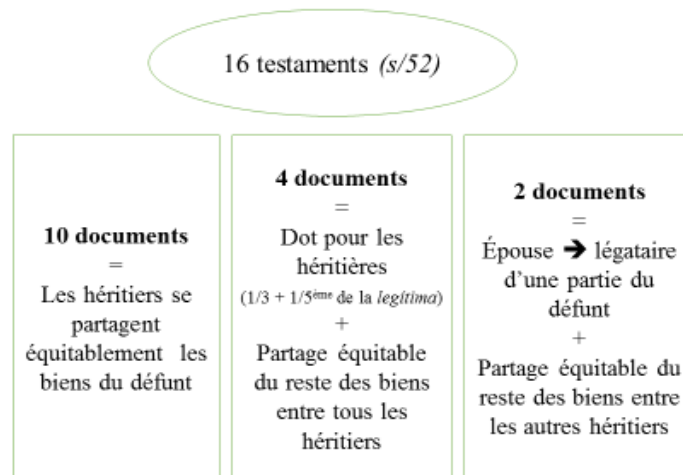 16 testaments (s/52)
10 documents
=
Les héritiers se
partagent
équitablement les
biens du défunt
4 documents
=
Dot pour les
héritières
(1/3 + 1/5ème de la legítima)
+
Partage équitable
du reste des biens
entre tous les
héritiers
2 documents
=
Épouse ➔ légataire
d'une partie du
défunt
+
Partage équitable du
reste des biens entre
les autres héritiers